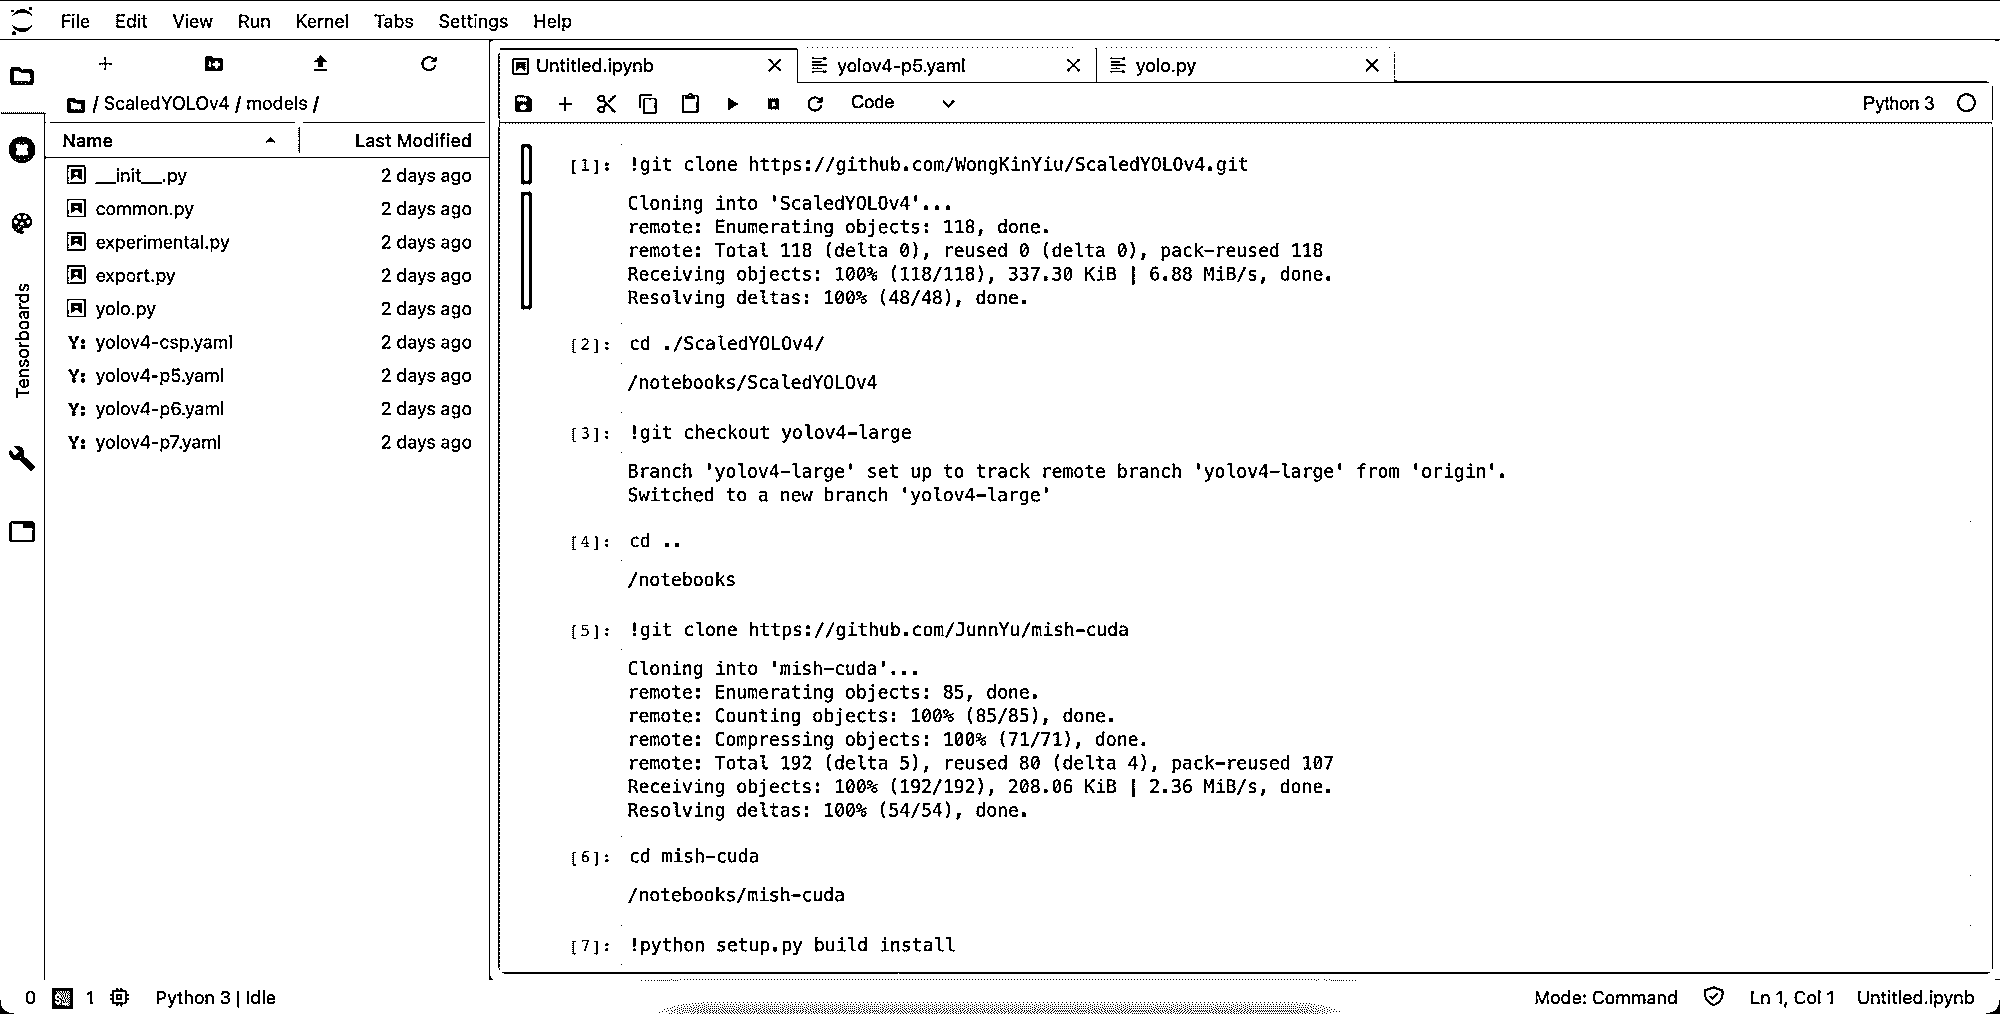 File Edit View Run Kernel Tabs Settings Help
/ ScaledYOLOv4 / models /
Name Last Modified
__init__.py 2 days ago
common.py 2 days ago
experimental.py 2 days ago
export.py 2 days ago
yolo.py 2 days ago
Y: yolov4-csp.yaml 2 days ago
Y: yolov4-p5.yaml 2 days ago
Y: yolov4-p6.yaml 2 days ago
Y: yolov4-p7.yaml 2 days ago
Tensorboards
Untitled.ipynb yolov4-p5.yaml yolo.py
Code Python 3
[1]: !git clone https://github.com/WongKinYiu/ScaledYOLOv4.git
Cloning into 'ScaledYOLOv4'...
remote: Enumerating objects: 118, done.
remote: Total 118 (delta 0), reused 0 (delta 0), pack-reused 118
Receiving objects: 100% (118/118), 337.30 KiB | 6.88 MiB/s, done.
Resolving deltas: 100% (48/48), done.
[2]: cd ./ScaledYOLOv4/
/notebooks/ScaledYOLOv4
[3]: !git checkout yolov4-large
Branch 'yolov4-large' set up to track remote branch 'yolov4-large' from 'origin'.
Switched to a new branch 'yolov4-large'
[4]: cd ..
/notebooks
[5]: !git clone https://github.com/JunnYu/mish-cuda
Cloning into 'mish-cuda'...
remote: Enumerating objects: 85, done.
remote: Counting objects: 100% (85/85), done.
remote: Compressing objects: 100% (71/71), done.
remote: Total 192 (delta 5), reused 80 (delta 4), pack-reused 107
Receiving objects: 100% (192/192), 208.06 KiB | 2.36 MiB/s, done.
Resolving deltas: 100% (54/54), done.
[6]: cd mish-cuda
/notebooks/mish-cuda
[7]: !python setup.py build install
0 1 Python 3 | Idle Mode: Command Ln 1, Col 1 Untitled.ipynb